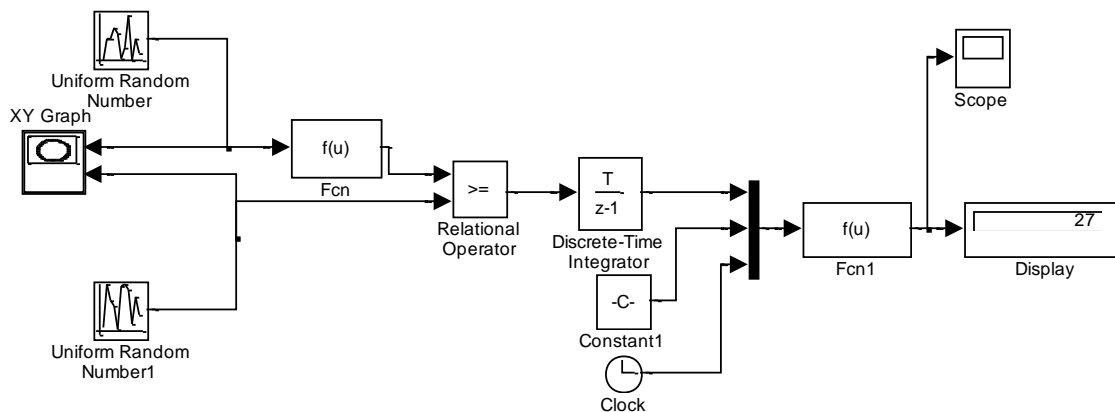 Uniform Random
Number
XY Graph
f(u)
Fcn
>=
Relational
Operator
T
z-1
Discrete-Time
Integrator
-C-
Constant1
Clock
f(u)
Fcn1
Scope
27
Display
Uniform Random
Number1